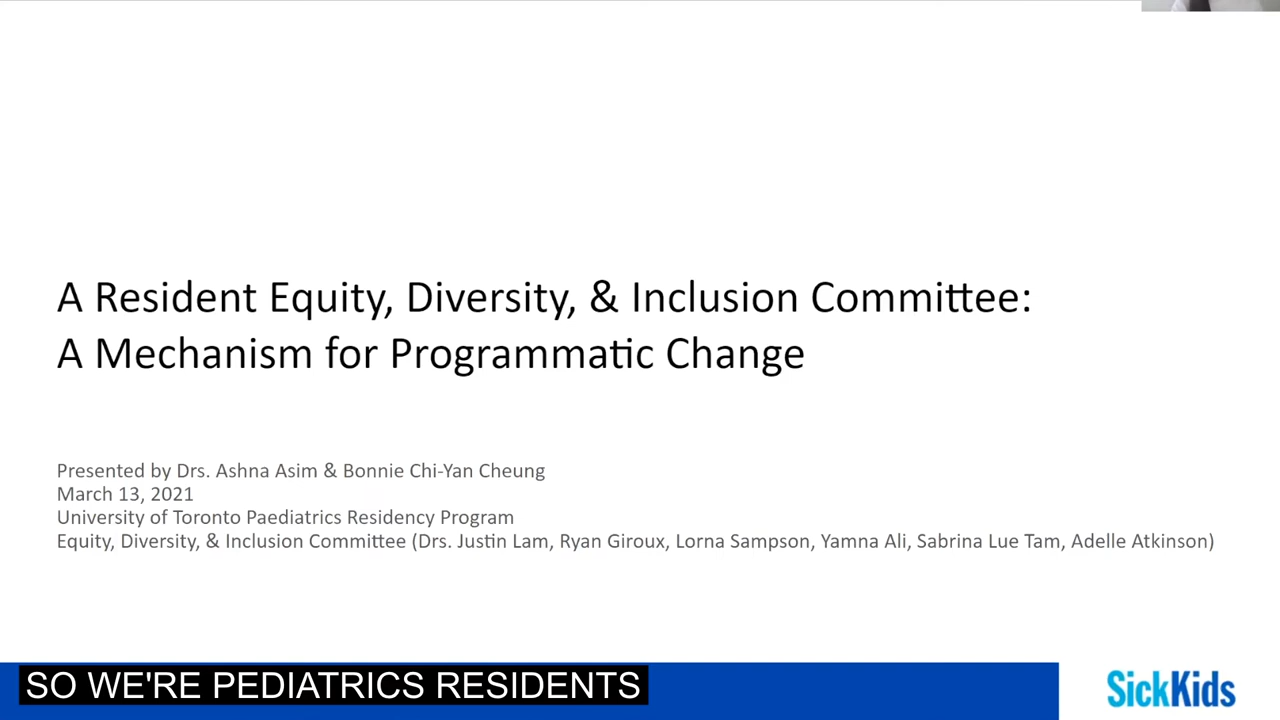 A Resident Equity, Diversity, & Inclusion Committee:
A Mechanism for Programmatic Change
Presented by Drs. Ashna Asim & Bonnie Chi-Yan Cheung
March 13, 2021
University of Toronto Paediatrics Residency Program
Equity, Diversity, & Inclusion Committee (Drs. Justin Lam, Ryan Giroux, Lorna Sampson, Yamna Ali, Sabrina Lue Tam, Adelle Atkinson)
SO WE'RE PEDIATRICS RESIDENTS
SickKids